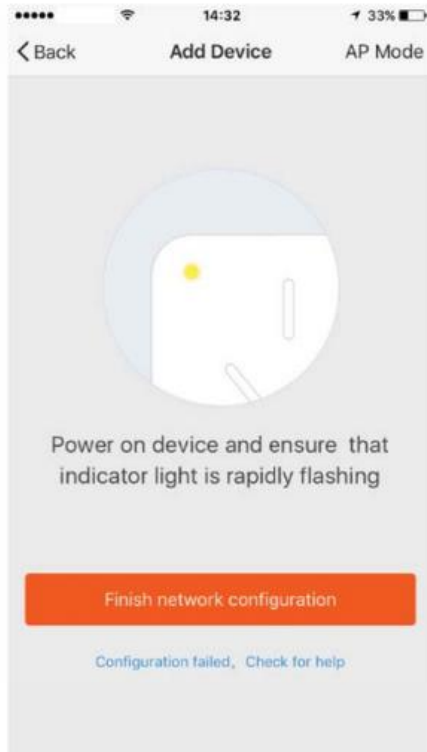 14:32
33%
Back
Add Device
AP Mode
Power on device and ensure that
indicator light is rapidly flashing
Finish network configuration
Configuration failed, Check for help